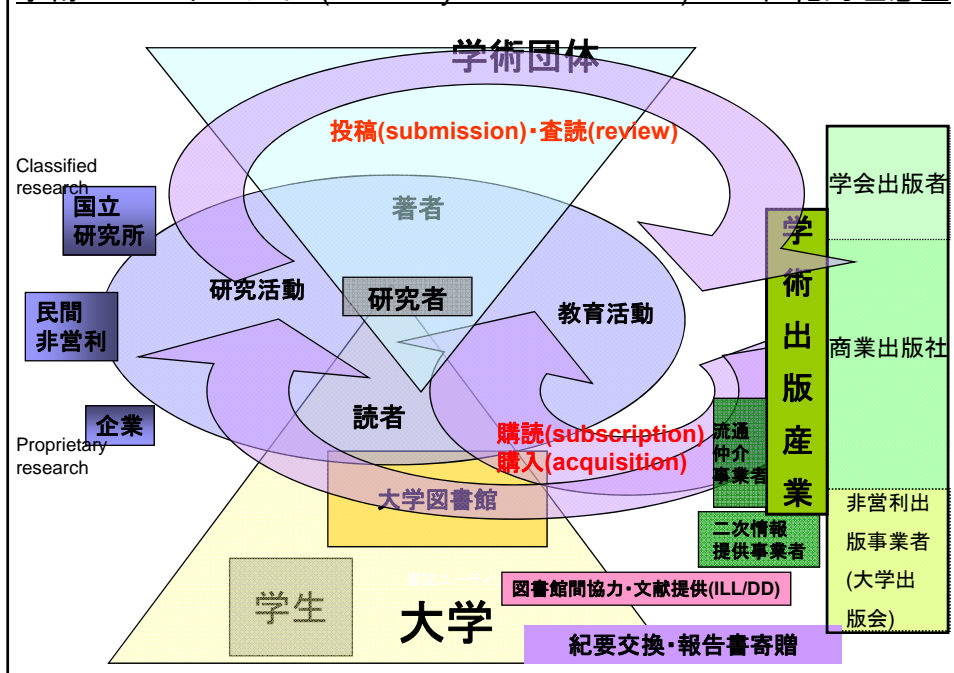 学術団体
投稿(submission)・査読(review)
Classified
research
国立
研究所
著者
学会出版者
研究活動
研究者
教育活動
学術出版産業
民間
非営利
商業出版社
企業
読者
Proprietary
research
購読(subscription)
購入(acquisition)
流通
仲介
事業者
大学図書館
二次情報
提供事業者
非営利出
版事業者
(大学出
版会)
図書館間協力・文献提供(ILL/DD)
学生
大学
紀要交換・報告書寄贈